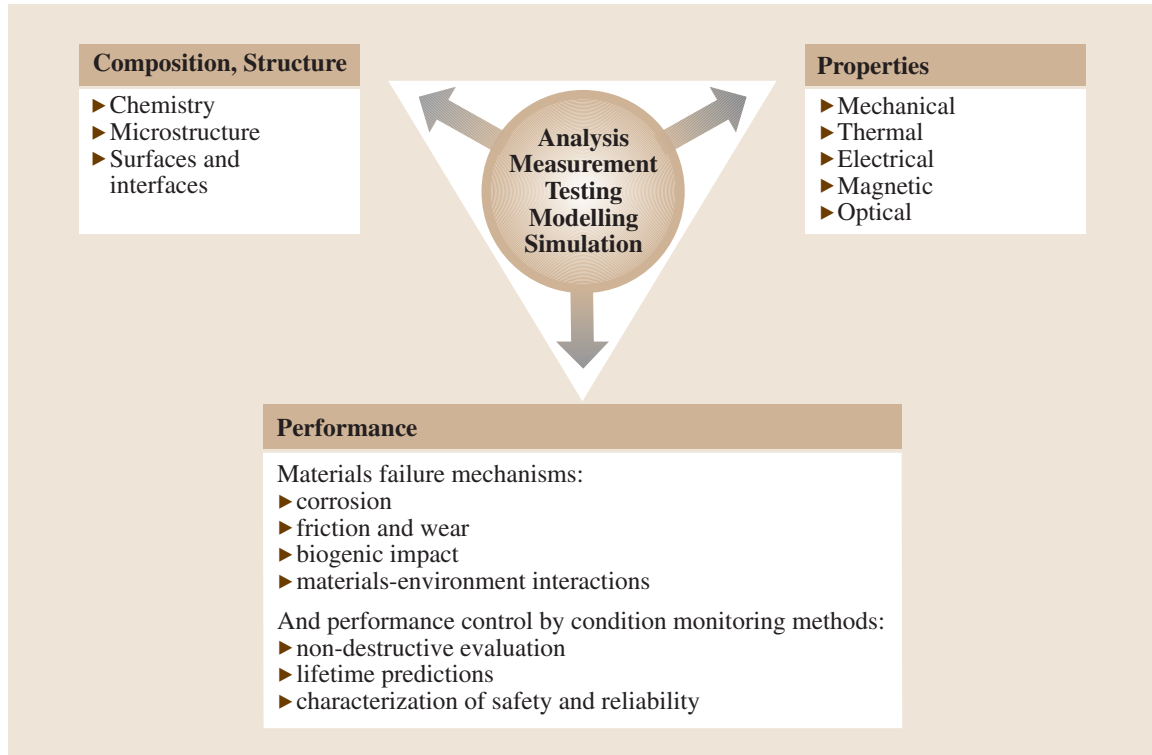 Composition, Structure
▶ Chemistry
▶ Microstructure
▶ Surfaces and
interfaces
Analysis
Measurement
Testing
Modelling
Simulation
Properties
▶ Mechanical
▶ Thermal
▶ Electrical
▶ Magnetic
▶ Optical
Performance
Materials failure mechanisms:
▶ corrosion
▶ friction and wear
▶ biogenic impact
▶ materials-environment interactions
And performance control by condition monitoring methods:
▶ non-destructive evaluation
▶ lifetime predictions
▶ characterization of safety and reliability